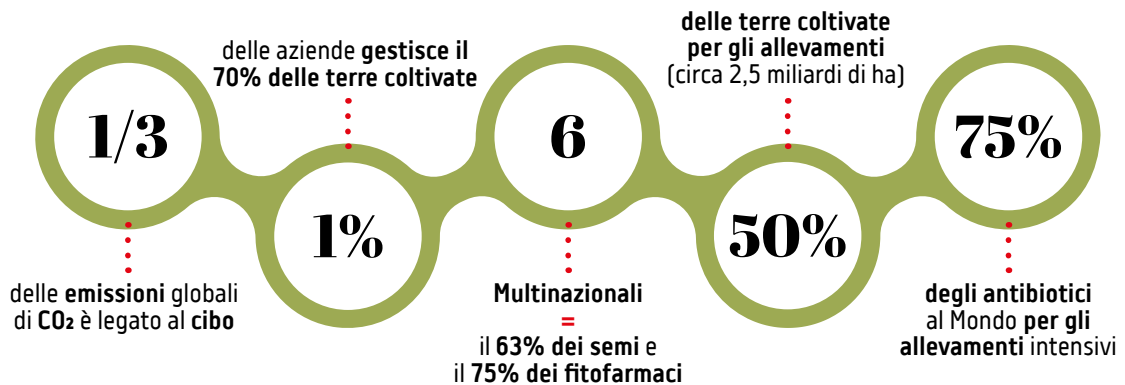 1/3
delle emissioni globali
di CO₂ è legato al cibo
delle aziende gestisce il
70% delle terre coltivate
1%
6
Multinazionali
=
il 63% dei semi e
il 75% dei fitofarmaci
delle terre coltivate
per gli allevamenti
(circa 2,5 miliardi di ha)
50%
75%
degli antibiotici
al Mondo per gli
allevamenti intensivi